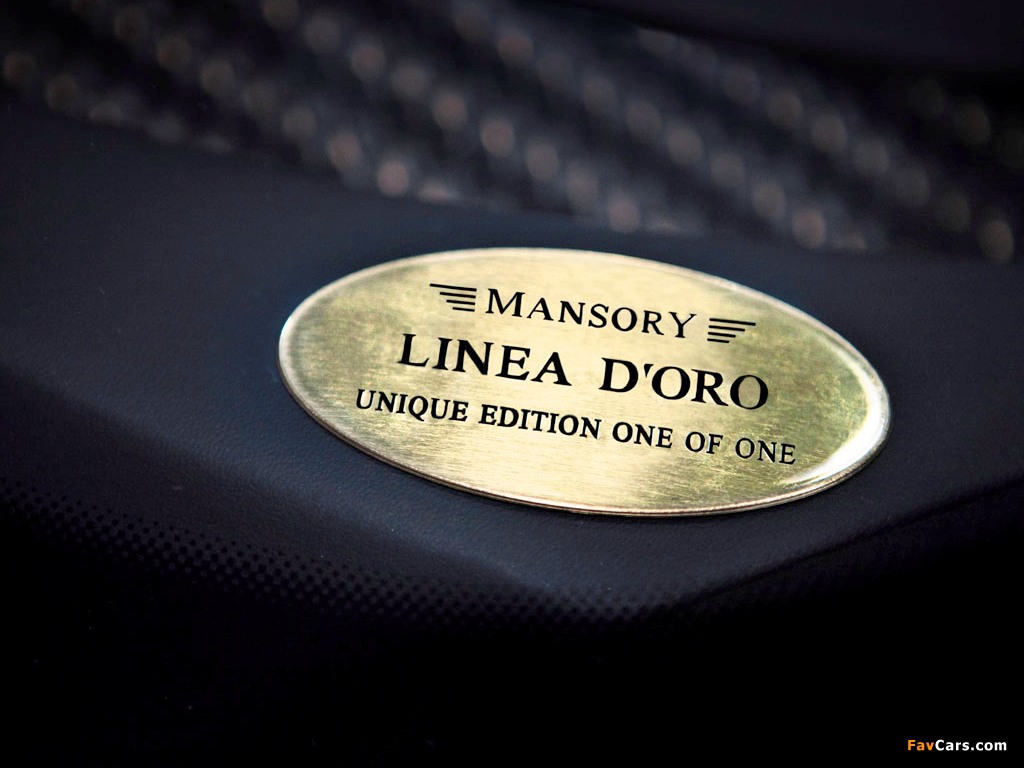 MANSORY
LINEA D'ORO
UNIQUE EDITION ONE OF ONE
FavCars.com